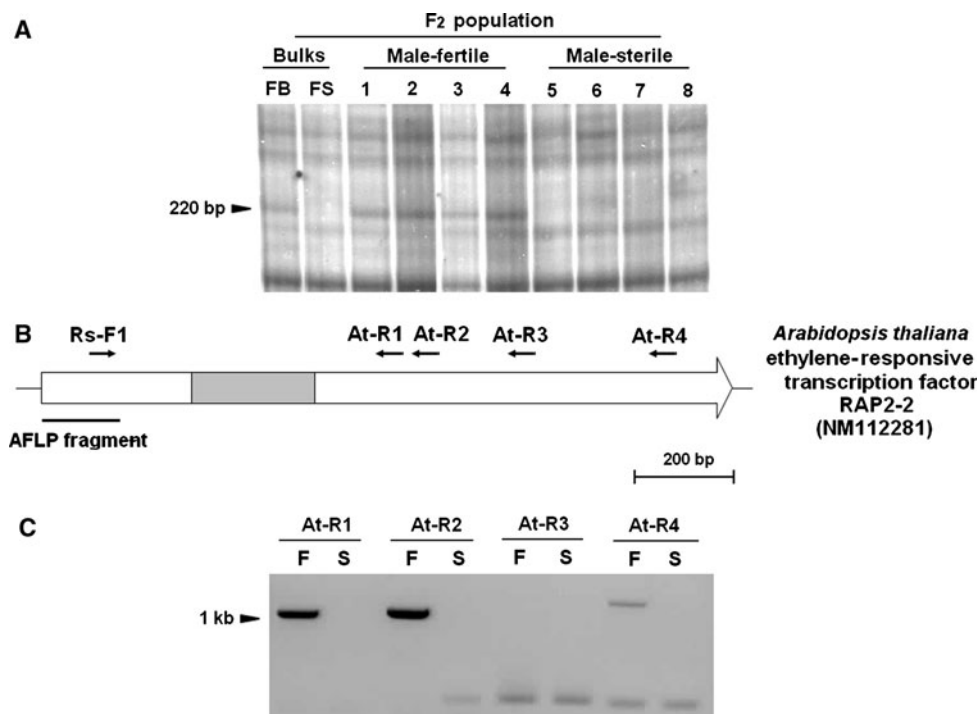 A
F2 population
Bulks Male-fertile Male-sterile
FB FS 1 2 3 4 5 6 7 8
220 bp
B
Rs-F1 At-R1 At-R2 At-R3 At-R4
Arabidopsis thaliana
ethylene-responsive
transcription factor
RAP2-2
(NM112281)
AFLP fragment
200 bp
C
At-R1 At-R2 At-R3 At-R4
F S F S F S F S
1 kb